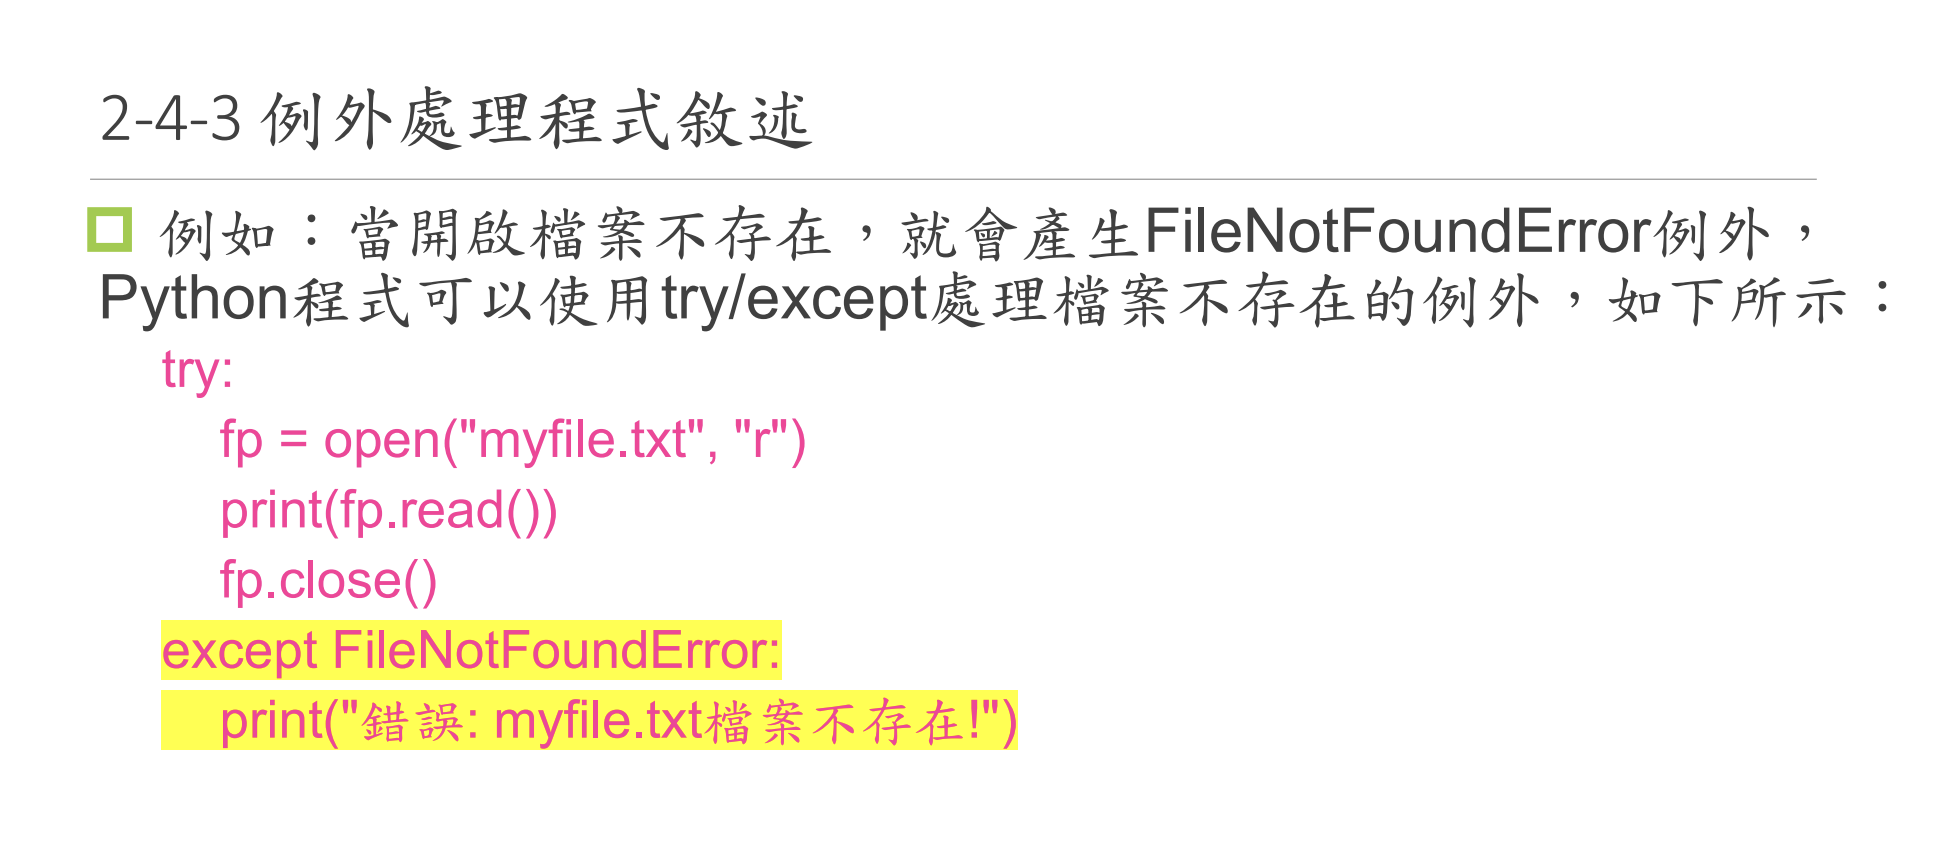 2-4-3 例外處理程式敘述
例如：當開啟檔案不存在，就會產生FileNotFoundError例外，
Python程式可以使用try/except處理檔案不存在的例外，如下所示：
try:
fp = open("myfile.txt", "r")
print(fp.read())
fp.close()
except FileNotFoundError:
print("錯誤: myfile.txt檔案不存在!")